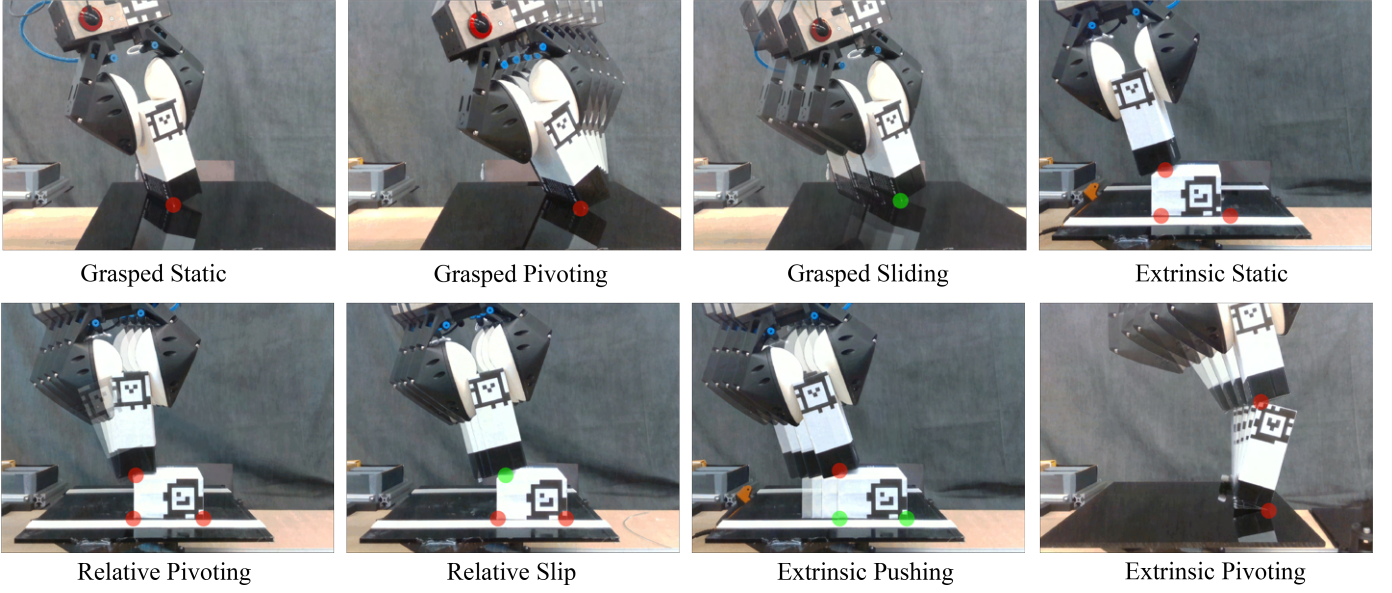 Grasped Static
Grasped Pivoting
Grasped Sliding
Extrinsic Static
Relative Pivoting
Relative Slip
Extrinsic Pushing
Extrinsic Pivoting